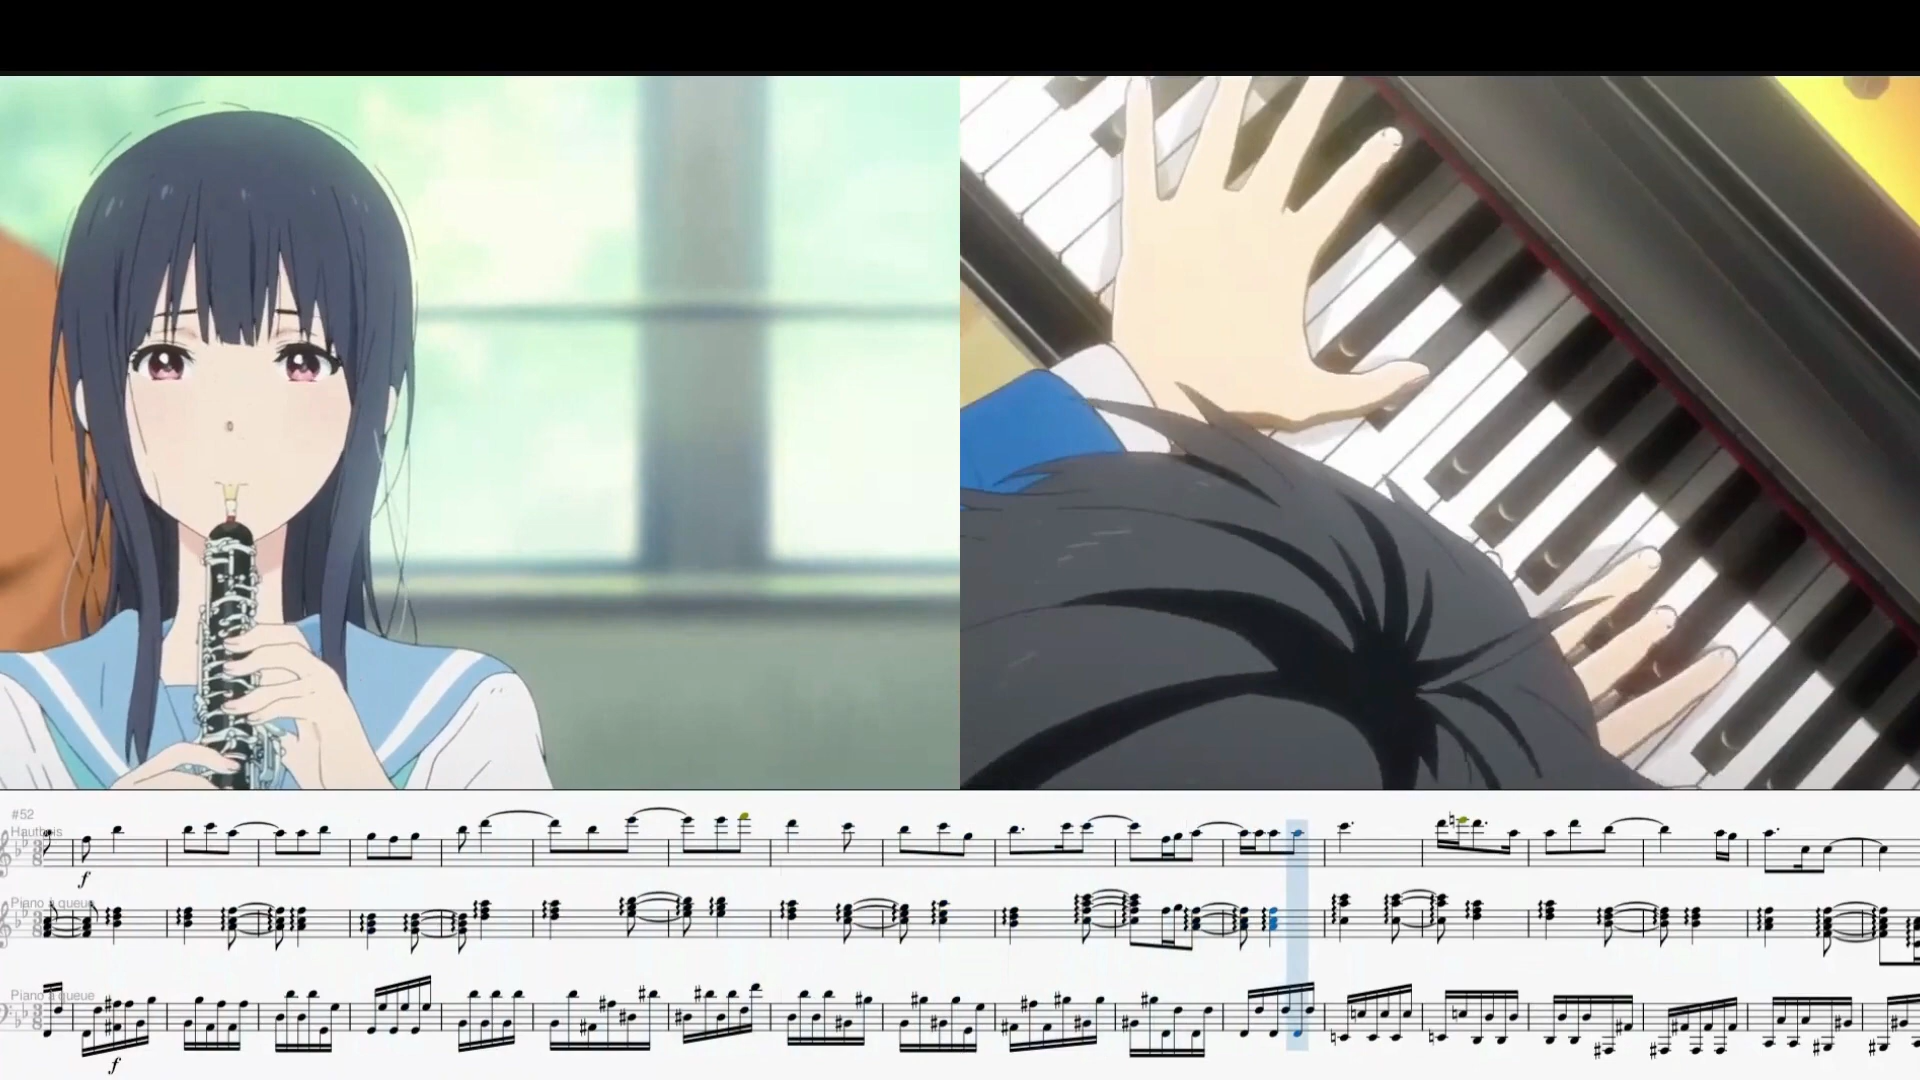 #52
Hautbois
f
Piano à queue
Piano à queue
f